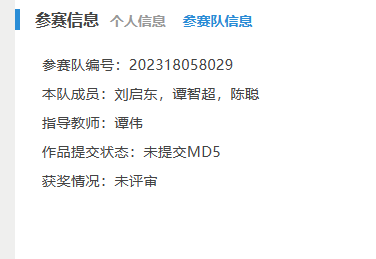 参赛信息 个人信息 参赛队信息
参赛队编号：202318058029
本队成员：刘启东，谭智超，陈聪
指导教师：谭伟
作品提交状态：未提交MD5
获奖情况：未评审